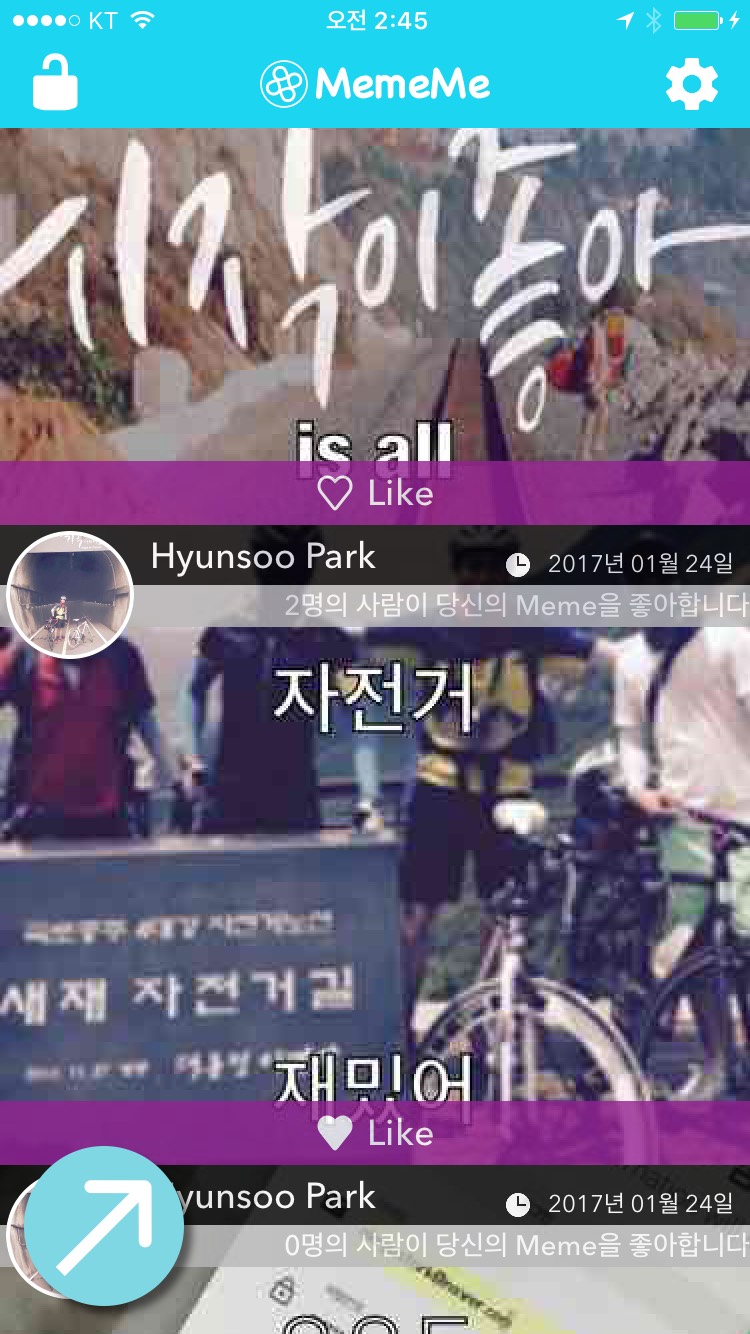 KT 오전 2:45
MemeMe
시작이 좋아
is all
Like
Hyunsoo Park 2017년 01월 24일
2명의 사람이 당신의 Meme을 좋아합니다
자전거
새재 자전거길
재밌어
Like
yunsoo Park 2017년 01월 24일
0명의 사람이 당신의 Meme을 좋아합니다